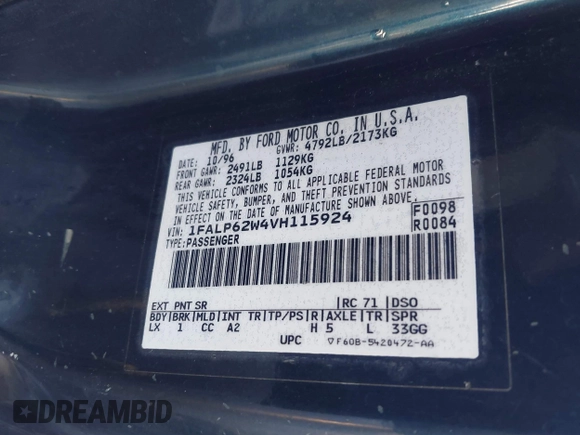 MFD. BY FORD MOTOR CO. IN U.S.A.
DATE: 10/96 GVWR: 4792LB/2173KG
FRONT GAWR: 2491LB 1129KG
REAR GAWR: 2324LB 1054KG
THIS VEHICLE CONFORMS TO ALL APPLICABLE FEDERAL MOTOR
VEHICLE SAFETY, BUMPER, AND THEFT PREVENTION STANDARDS
IN EFFECT ON THE DATE OF MANUFACTURE SHOWN ABOVE.
VIN: 1FALP62W4VH115924 F0098
TYPE: PASSENGER R0084
EXT PNT SR RC 71 DSO
BDY BRK MLD INT TR TP/PS R AXLE TR SPR
LX 1 CC A2 H 5 L 33GG
UPC ▽F60B-5420472-AA
DREAMBID